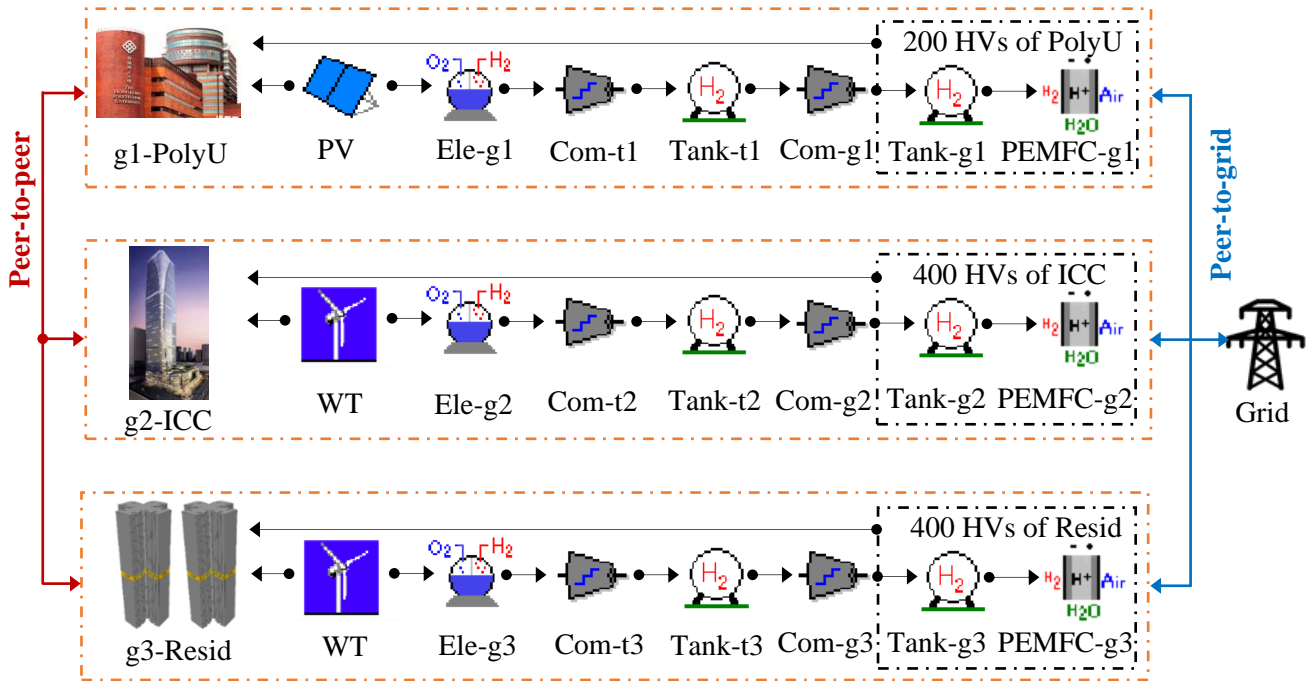 Peer-to-peer
200 HVs of PolyU
O2 H2
H2
H2
H2 H+ Air
H2O
g1-PolyU PV Ele-g1 Com-t1 Tank-t1 Com-g1 Tank-g1 PEMFC-g1
400 HVs of ICC
O2 H2
H2
H2
H2 H+ Air
H2O
g2-ICC WT Ele-g2 Com-t2 Tank-t2 Com-g2 Tank-g2 PEMFC-g2
400 HVs of Resid
O2 H2
H2
H2
H2 H+ Air
H2O
g3-Resid WT Ele-g3 Com-t3 Tank-t3 Com-g3 Tank-g3 PEMFC-g3
Peer-to-grid
Grid